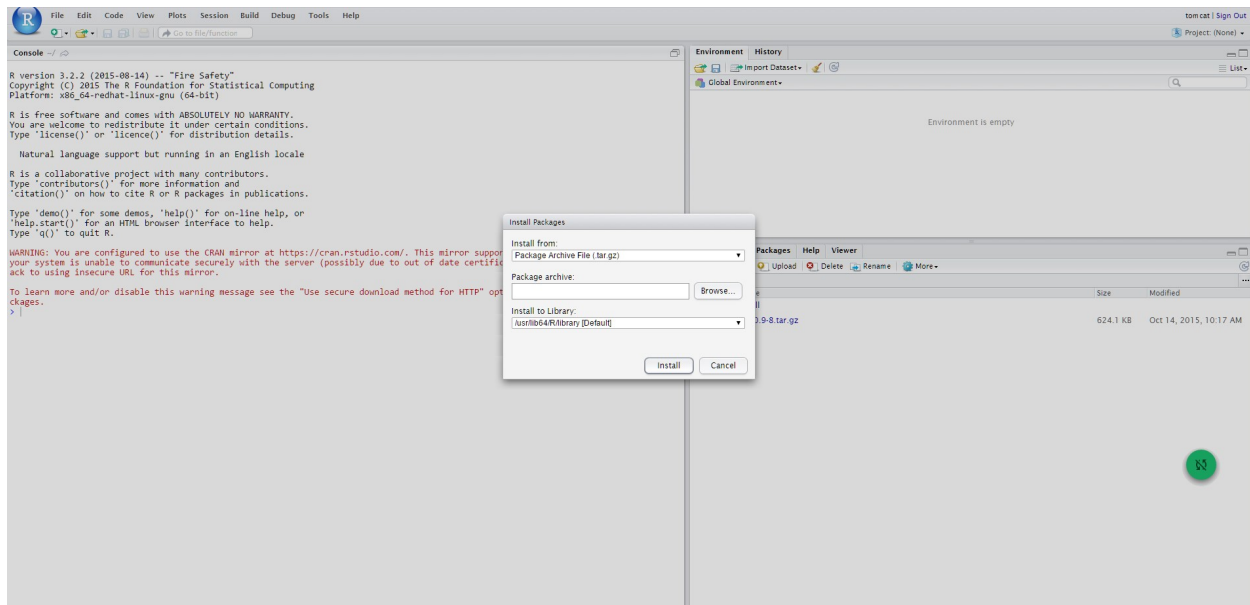 R
File Edit Code View Plots Session Build Debug Tools Help
tomcat | Sign Out
Go to file/function
Project: (None)
Console ~/
R version 3.2.2 (2015-08-14) -- "Fire Safety"
Copyright (C) 2015 The R Foundation for Statistical Computing
Platform: x86_64-redhat-linux-gnu (64-bit)
R is free software and comes with ABSOLUTELY NO WARRANTY.
You are welcome to redistribute it under certain conditions.
Type 'license()' or 'licence()' for distribution details.
Natural language support but running in an English locale
R is a collaborative project with many contributors.
Type 'contributors()' for more information and
'citation()' on how to cite R or R packages in publications.
Type 'demo()' for some demos, 'help()' for on-line help, or
'help.start()' for an HTML browser interface to help.
Type 'q()' to quit R.
WARNING: You are configured to use the CRAN mirror at https://cran.rstudio.com/. This mirror suppor
your system is unable to communicate securely with the server (possibly due to out of date certific
ack to using insecure URL for this mirror.
To learn more and/or disable this warning message see the "Use secure download method for HTTP" opt
ckages.
>
Environment History
Import Dataset
List
Global Environment
Environment is empty
Install Packages
Install from:
Package Archive File (.tar.gz)
Package archive:
Browse...
Install to Library:
/usr/lib64/R/library [Default]
Install Cancel
Packages Help Viewer
Upload Delete Rename More
Size Modified
0.9-8.tar.gz 624.1 KB Oct 14, 2015, 10:17 AM